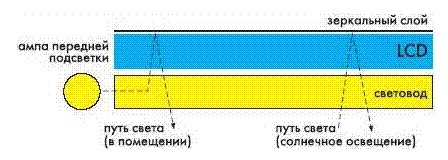 зеркальный слой
ампа передней
подсветки
LCD
световод
путь света
(в помещении)
путь света
(солнечное освещение)